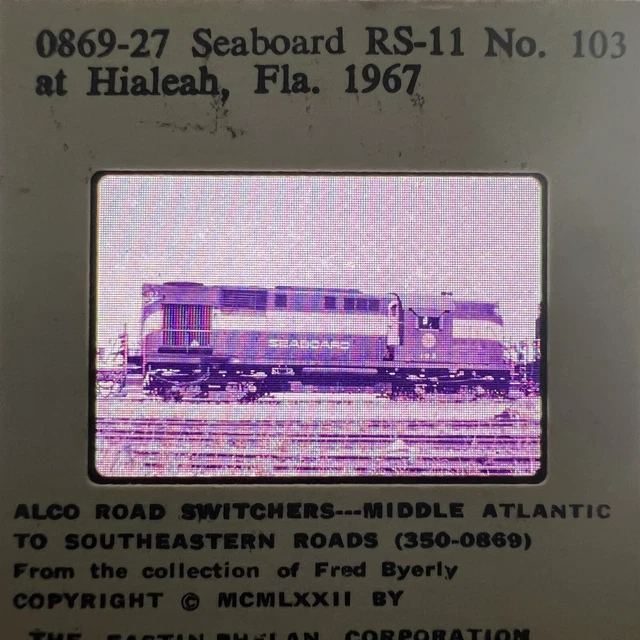 0869-27 Seaboard RS-11 No. 103
at Hialeah, Fla. 1967
SEABOARD
103
ALCO ROAD SWITCHERS---MIDDLE ATLANTIC
TO SOUTHEASTERN ROADS (350-0869)
From the collection of Fred Byerly
COPYRIGHT © MCMLXXII BY
THE CORPORATION